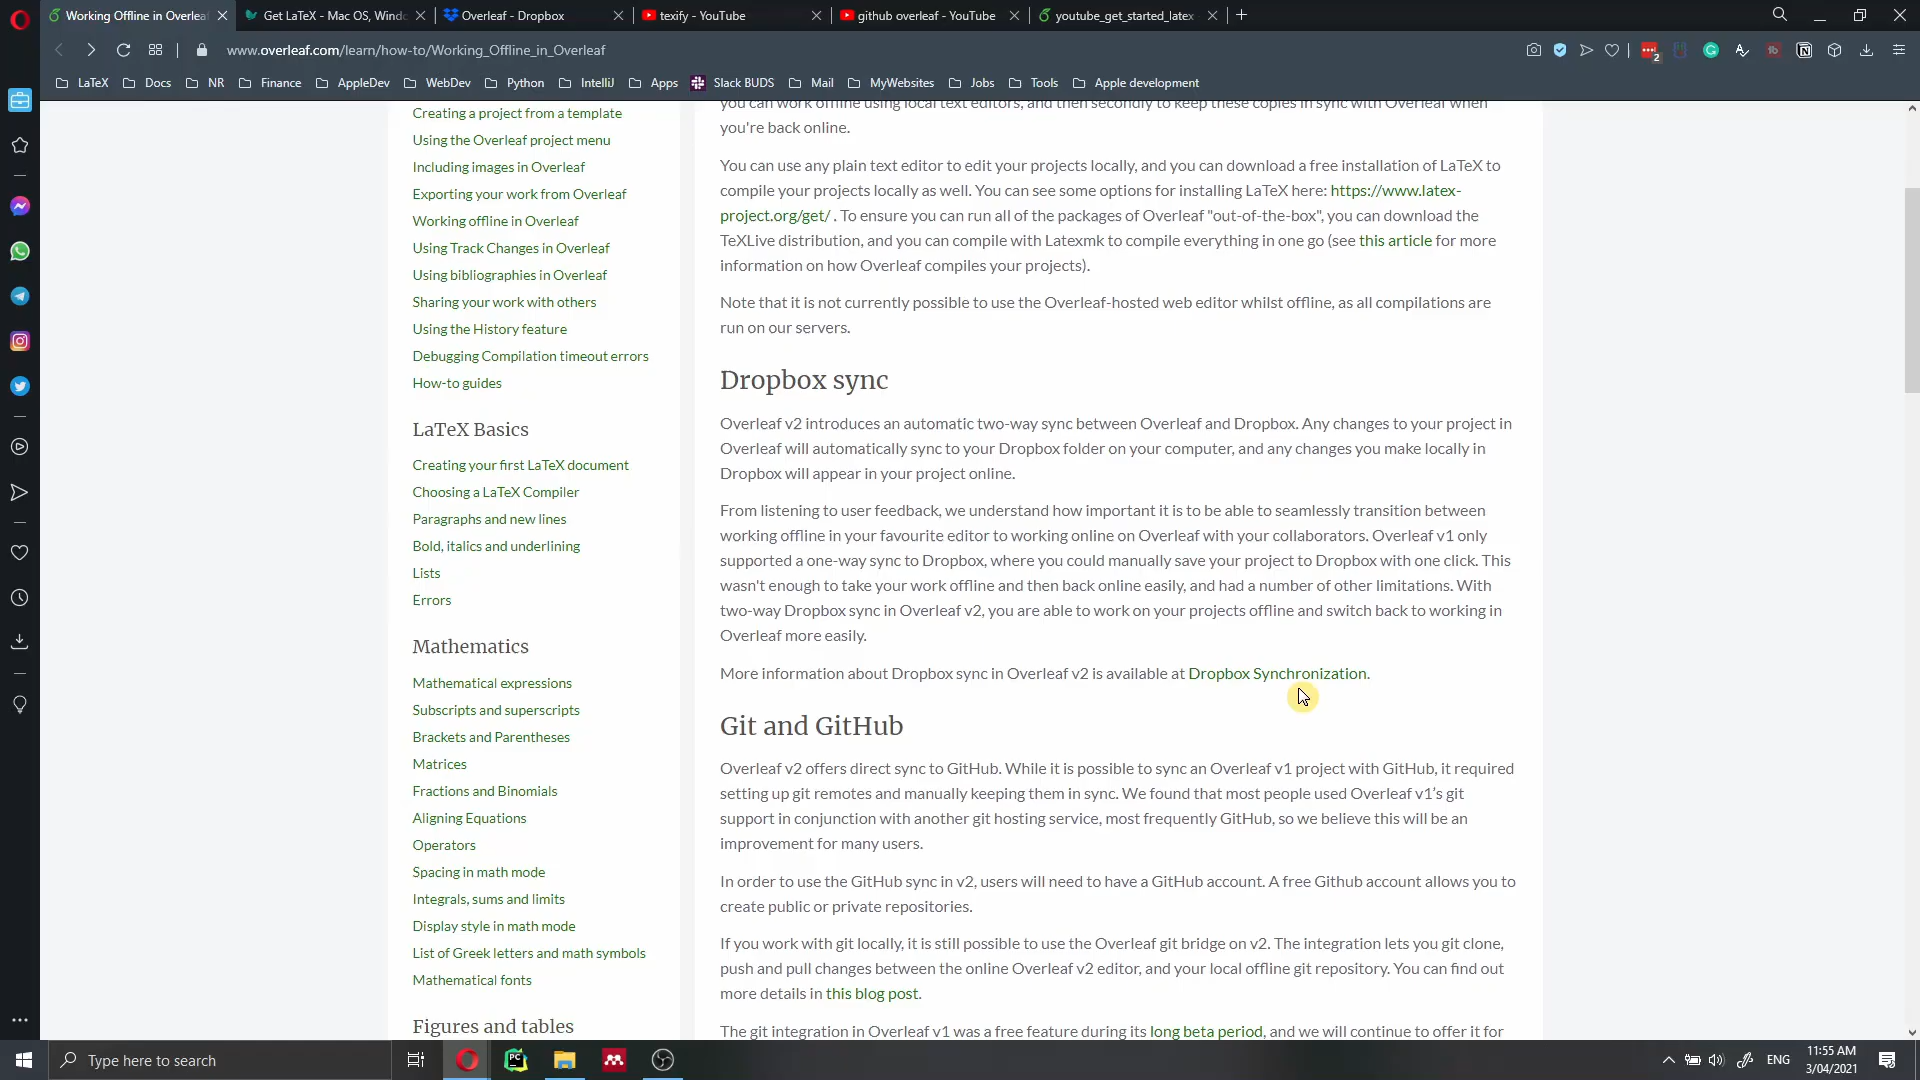 Working Offline in Overlea
Get LaTeX - Mac OS, Windo
Overleaf - Dropbox
texify - YouTube
github overleaf - YouTube
youtube_get_started_latex
www.overleaf.com/learn/how-to/Working_Offline_in_Overleaf
2
LaTeX
Docs
NR
Finance
AppleDev
WebDev
Python
IntelliJ
Apps
Slack BUDS
Mail
MyWebsites
Jobs
Tools
Apple development
Creating a project from a template
Using the Overleaf project menu
Including images in Overleaf
Exporting your work from Overleaf
Working offline in Overleaf
Using Track Changes in Overleaf
Using bibliographies in Overleaf
Sharing your work with others
Using the History feature
Debugging Compilation timeout errors
How-to guides
LaTeX Basics
Creating your first LaTeX document
Choosing a LaTeX Compiler
Paragraphs and new lines
Bold, italics and underlining
Lists
Errors
Mathematics
Mathematical expressions
Subscripts and superscripts
Brackets and Parentheses
Matrices
Fractions and Binomials
Aligning Equations
Operators
Spacing in math mode
Integrals, sums and limits
Display style in math mode
List of Greek letters and math symbols
Mathematical fonts
Figures and tables
you can work offline using local text editors, and then secondly to keep these copies in sync with Overleaf when
you're back online.
You can use any plain text editor to edit your projects locally, and you can download a free installation of LaTeX to
compile your projects locally as well. You can see some options for installing LaTeX here: https://www.latex-
project.org/get/ . To ensure you can run all of the packages of Overleaf "out-of-the-box", you can download the
TeXLive distribution, and you can compile with Latexmk to compile everything in one go (see this article for more
information on how Overleaf compiles your projects).
Note that it is not currently possible to use the Overleaf-hosted web editor whilst offline, as all compilations are
run on our servers.
Dropbox sync
Overleaf v2 introduces an automatic two-way sync between Overleaf and Dropbox. Any changes to your project in
Overleaf will automatically sync to your Dropbox folder on your computer, and any changes you make locally in
Dropbox will appear in your project online.
From listening to user feedback, we understand how important it is to be able to seamlessly transition between
working offline in your favourite editor to working online on Overleaf with your collaborators. Overleaf v1 only
supported a one-way sync to Dropbox, where you could manually save your project to Dropbox with one click. This
wasn't enough to take your work offline and then back online easily, and had a number of other limitations. With
two-way Dropbox sync in Overleaf v2, you are able to work on your projects offline and switch back to working in
Overleaf more easily.
More information about Dropbox sync in Overleaf v2 is available at Dropbox Synchronization.
Git and GitHub
Overleaf v2 offers direct sync to GitHub. While it is possible to sync an Overleaf v1 project with GitHub, it required
setting up git remotes and manually keeping them in sync. We found that most people used Overleaf v1’s git
support in conjunction with another git hosting service, most frequently GitHub, so we believe this will be an
improvement for many users.
In order to use the GitHub sync in v2, users will need to have a GitHub account. A free Github account allows you to
create public or private repositories.
If you work with git locally, it is still possible to use the Overleaf git bridge on v2. The integration lets you git clone,
push and pull changes between the online Overleaf v2 editor, and your local offline git repository. You can find out
more details in this blog post.
The git integration in Overleaf v1 was a free feature during its long beta period, and we will continue to offer it for
Type here to search
PC
ENG
11:55 AM
3/04/2021